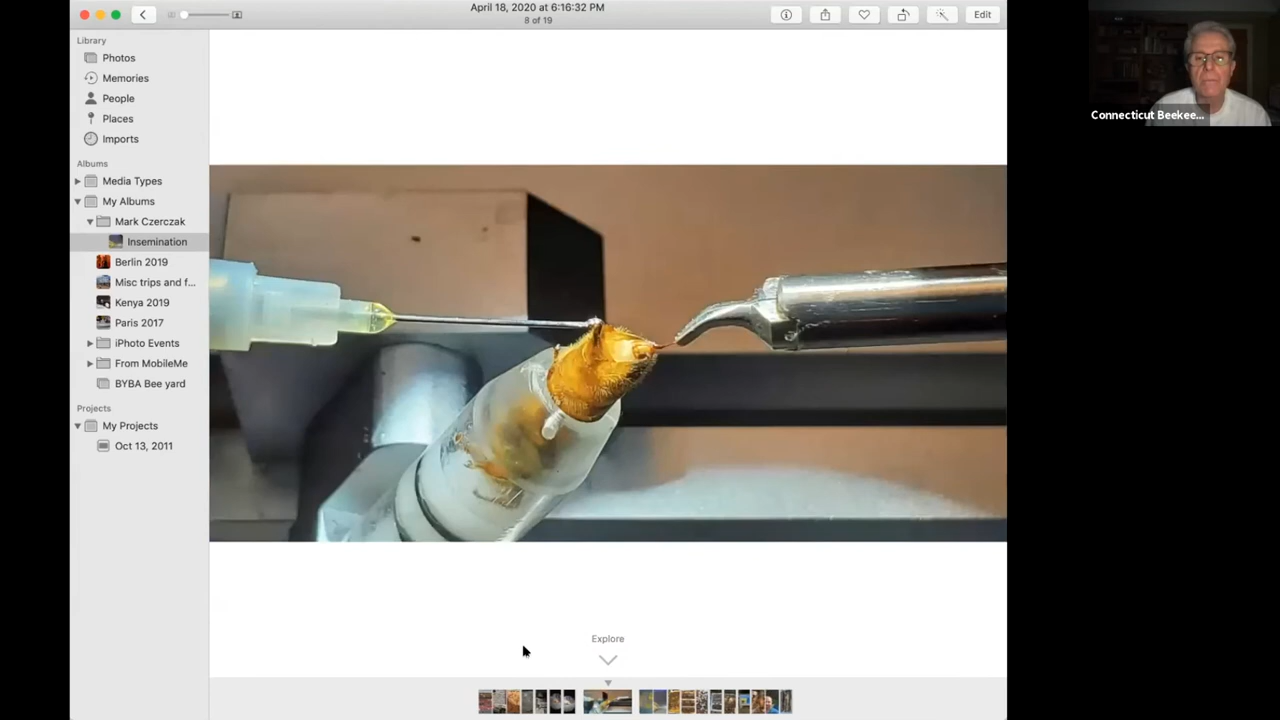 April 18, 2020 at 6:16:32 PM
8 of 19
Edit
Library
Photos
Memories
People
Places
Imports
Albums
Media Types
My Albums
Mark Czerczak
Insemination
Berlin 2019
Misc trips and f...
Kenya 2019
Paris 2017
iPhoto Events
From MobileMe
BYBA Bee yard
Projects
My Projects
Oct 13, 2011
Explore
Connecticut Beekee...